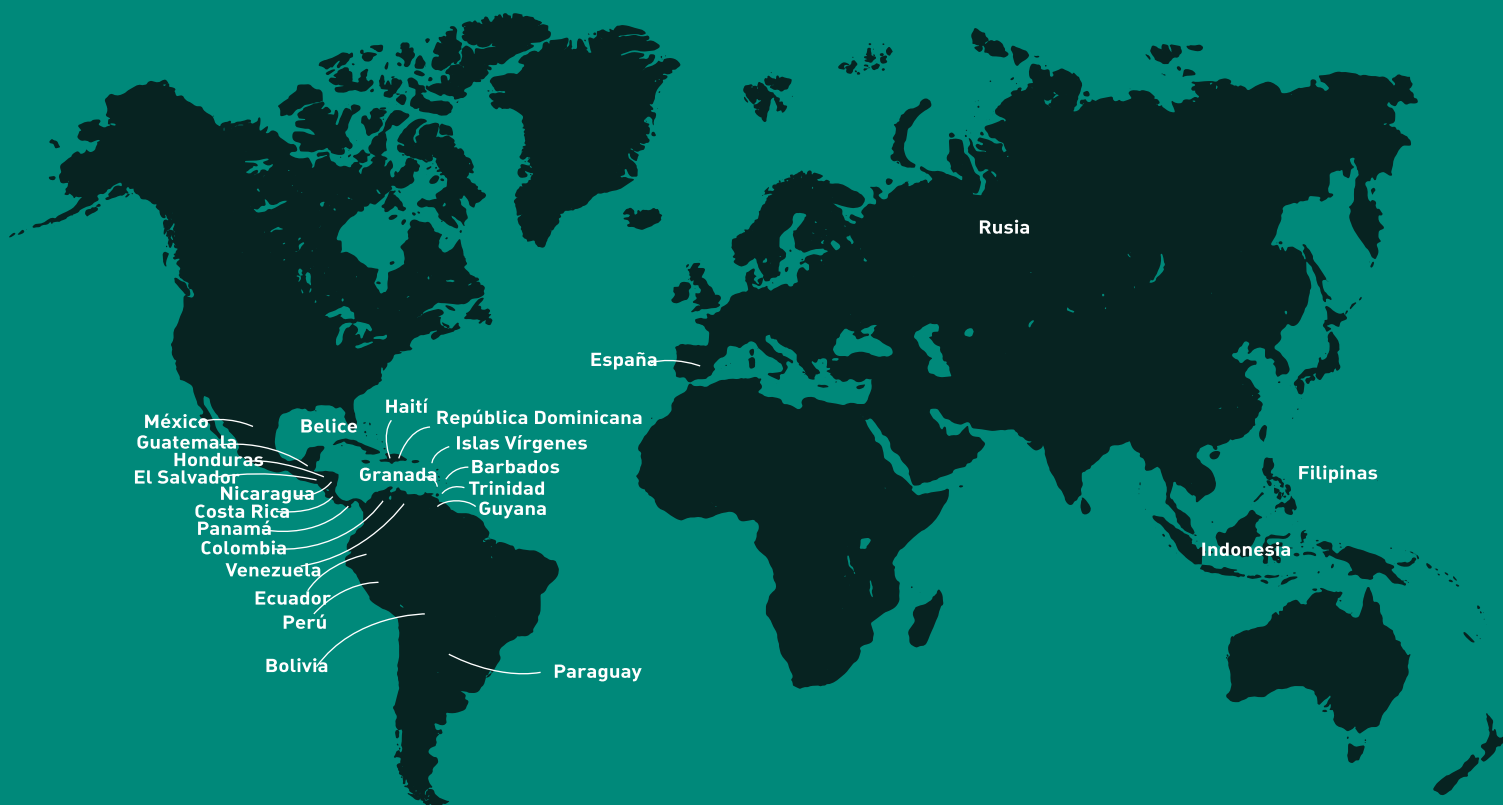 Rusia
España
Haití
República Dominicana
México
Belice
Guatemala
Islas Vírgenes
Honduras
Barbados
El Salvador
Granada
Trinidad
Nicaragua
Guyana
Costa Rica
Panamá
Colombia
Venezuela
Ecuador
Perú
Bolivia
Paraguay
Filipinas
Indonesia